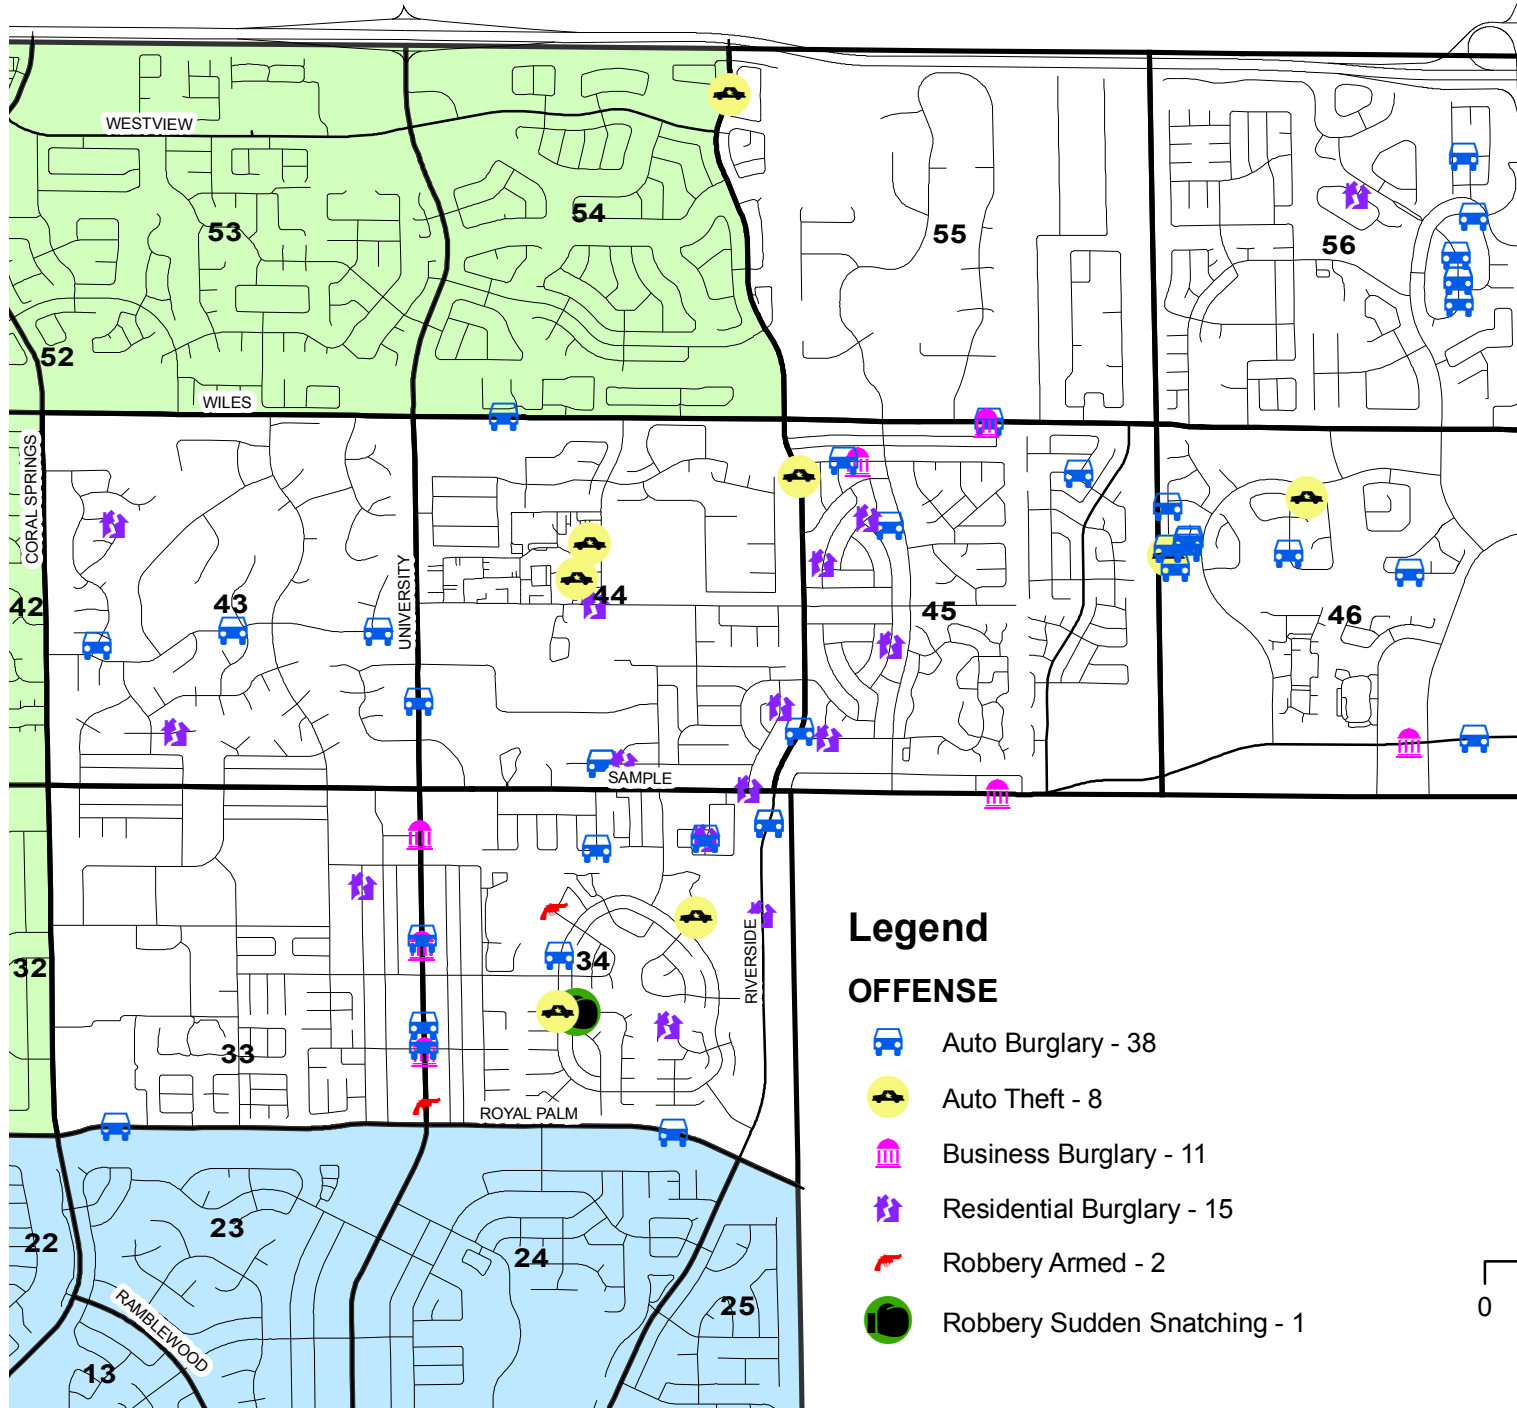 WESTVIEW
53
54
55
56
52
WILES
CORAL SPRINGS
UNIVERSITY
42
43
44
45
46
SAMPLE
32
33
34
RIVERSIDE
ROYAL PALM
22
23
24
25
RAMBLEWOOD
13
Legend
OFFENSE
Auto Burglary - 38
Auto Theft - 8
Business Burglary - 11
Residential Burglary - 15
Robbery Armed - 2
Robbery Sudden Snatching - 1
0